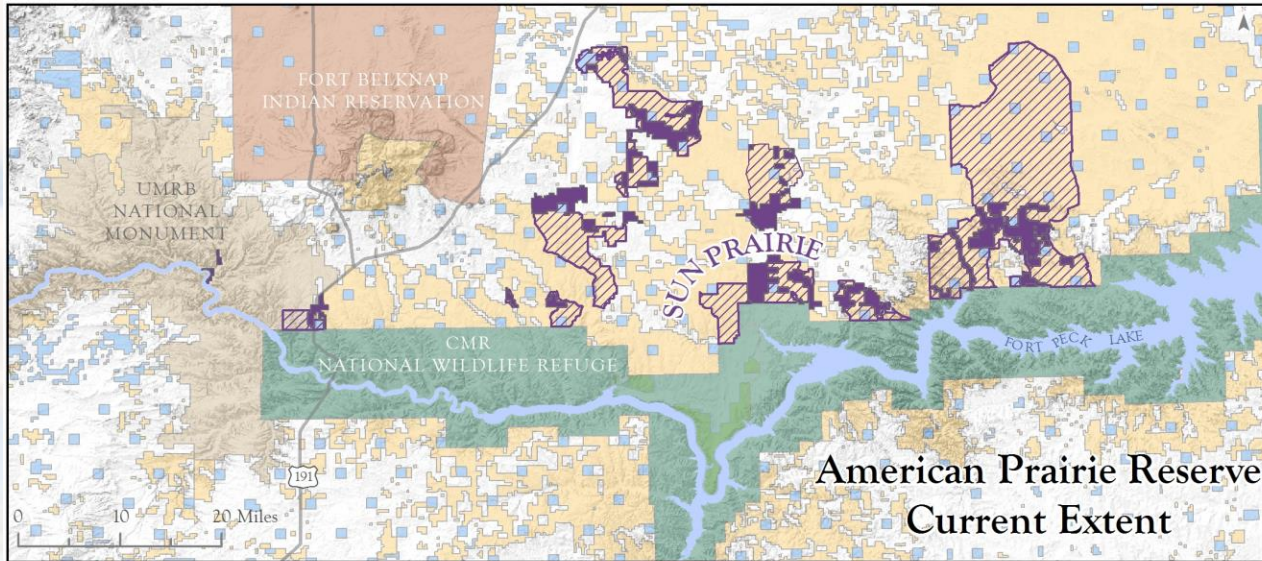 FORT BELKNAP
INDIAN RESERVATION
UMRB
NATIONAL
MONUMENT
SUN PRAIRIE
CMR
NATIONAL WILDLIFE REFUGE
FORT PECK LAKE
191
0 10 20 Miles
American Prairie Reserve
Current Extent